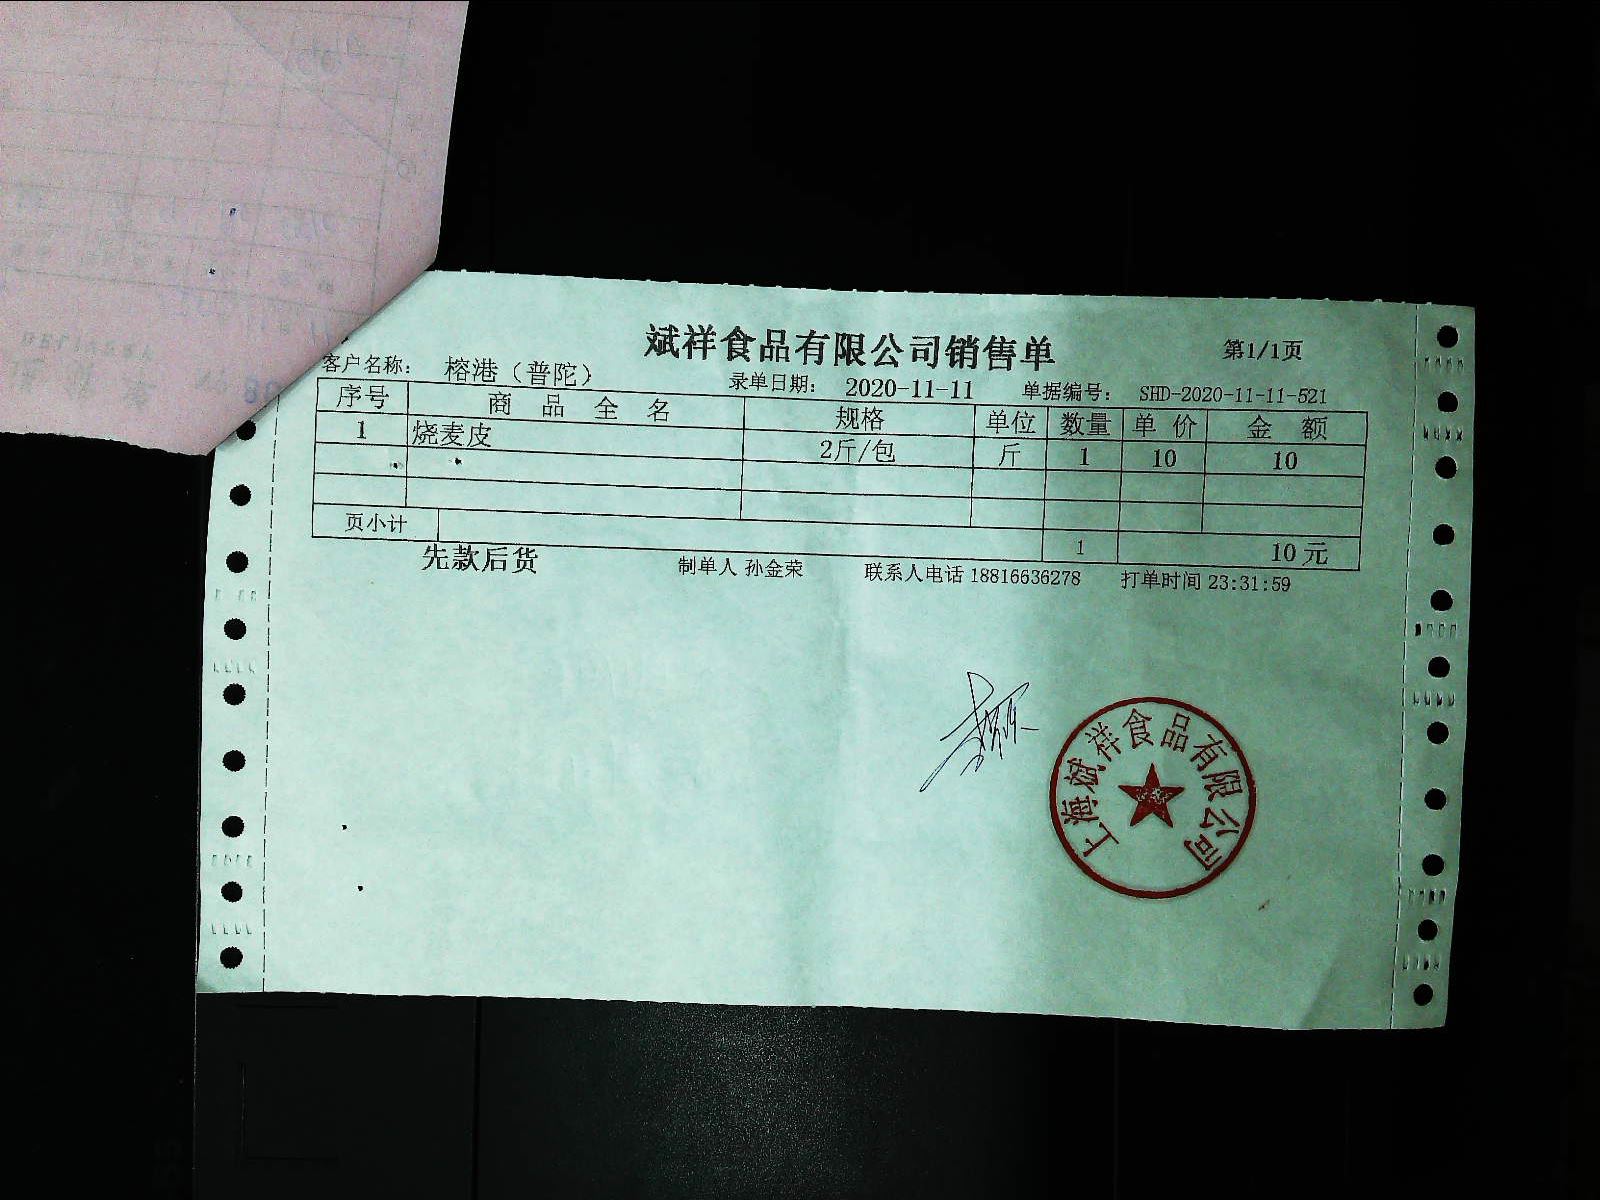 斌祥食品有限公司销售单
第1/1页
客户名称： 榕港（普陀） 录单日期： 2020-11-11 单据编号： SHD-2020-11-11-521
序号 商品全名 规格 单位 数量 单价 金额
1 烧麦皮 2斤/包 斤 1 10 10
页小计 1 10元
先款后货 制单人 孙金荣 联系人电话 18816636278 打单时间 23:31:59
上海斌祥食品有限公司